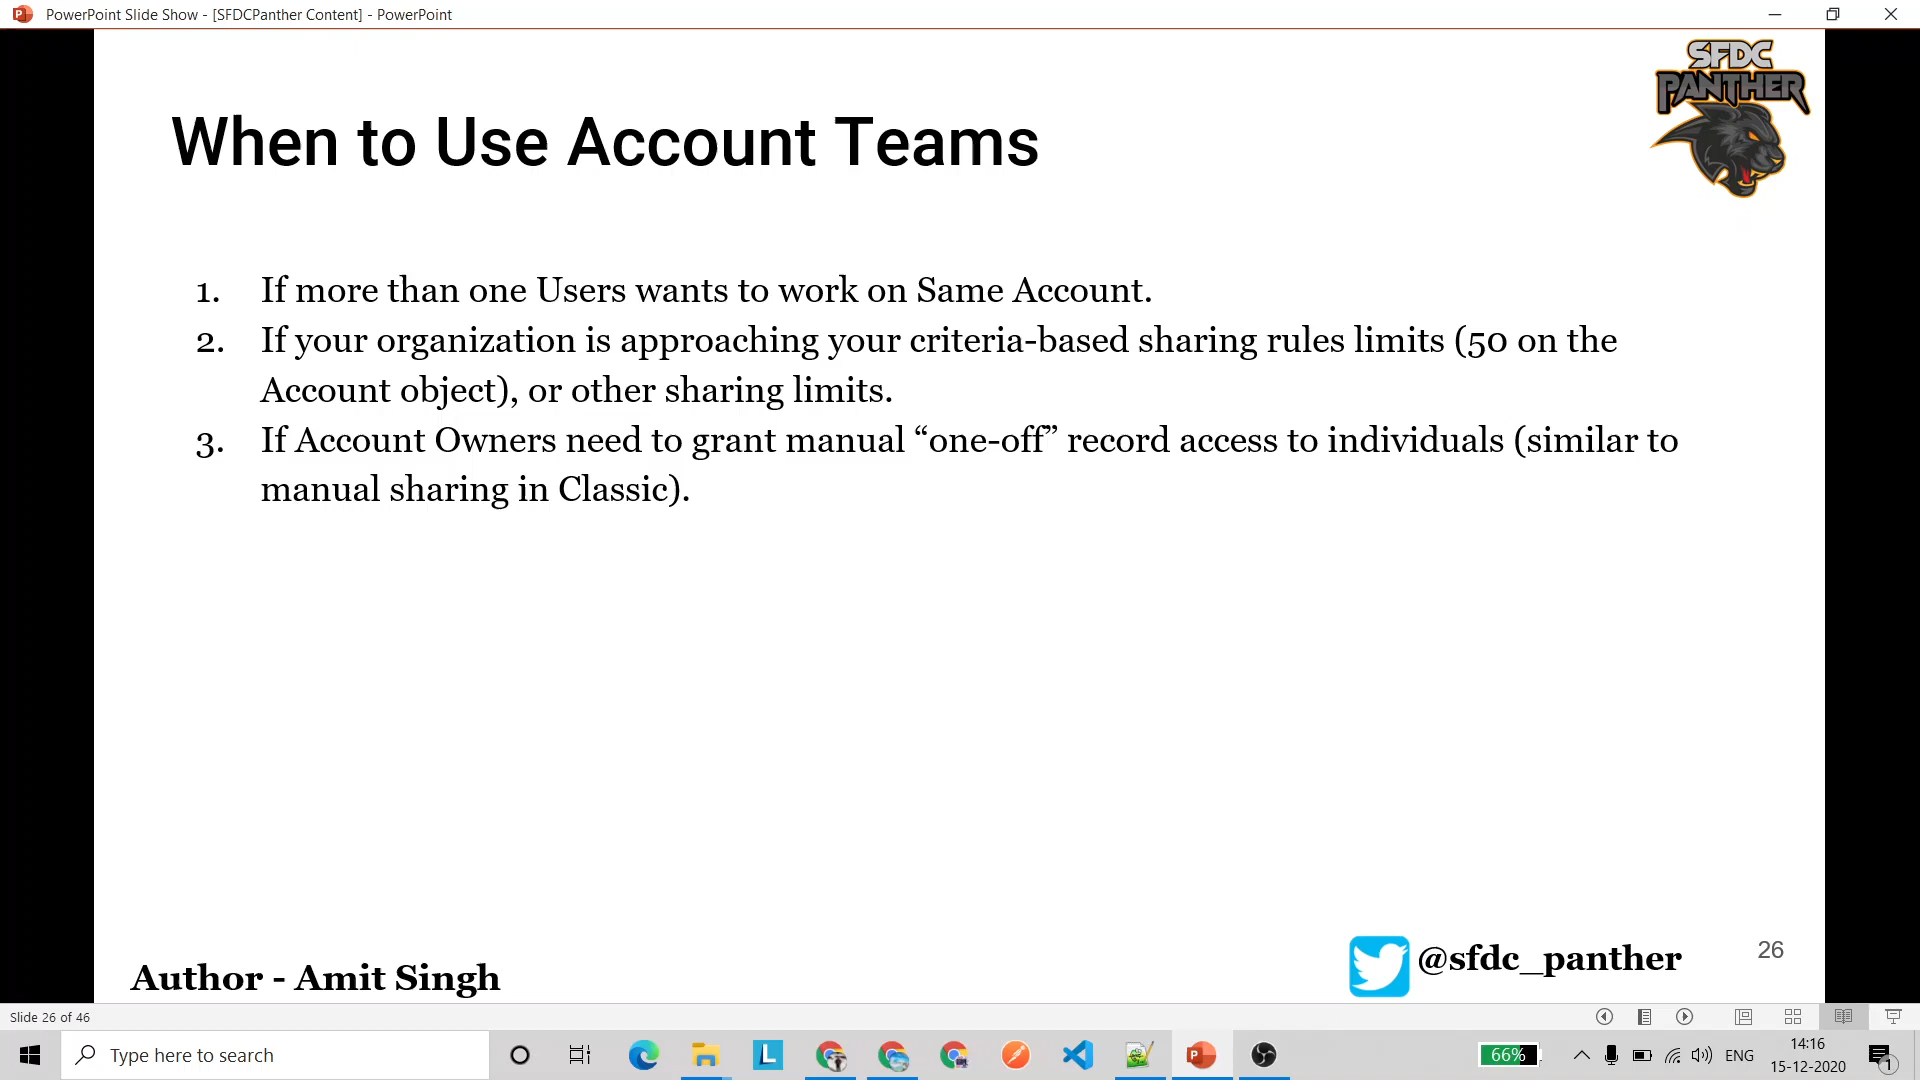 PowerPoint Slide Show - [SFDCPanther Content] - PowerPoint
SFDC
PANTHER
When to Use Account Teams
1. If more than one Users wants to work on Same Account.
2. If your organization is approaching your criteria-based sharing rules limits (50 on the
Account object), or other sharing limits.
3. If Account Owners need to grant manual “one-off” record access to individuals (similar to
manual sharing in Classic).
Author - Amit Singh
@sfdc_panther
26
Slide 26 of 46
Type here to search
L
66%
ENG
14:16
15-12-2020
1